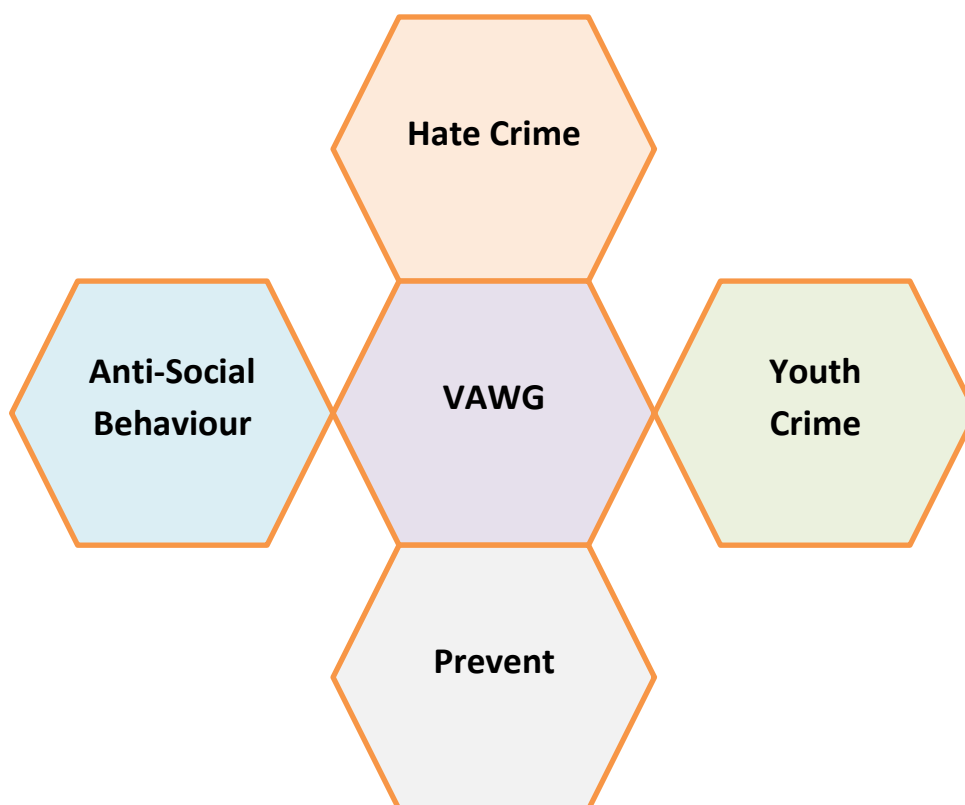 Hate Crime
Anti-Social
Behaviour
VAWG
Youth
Crime
Prevent